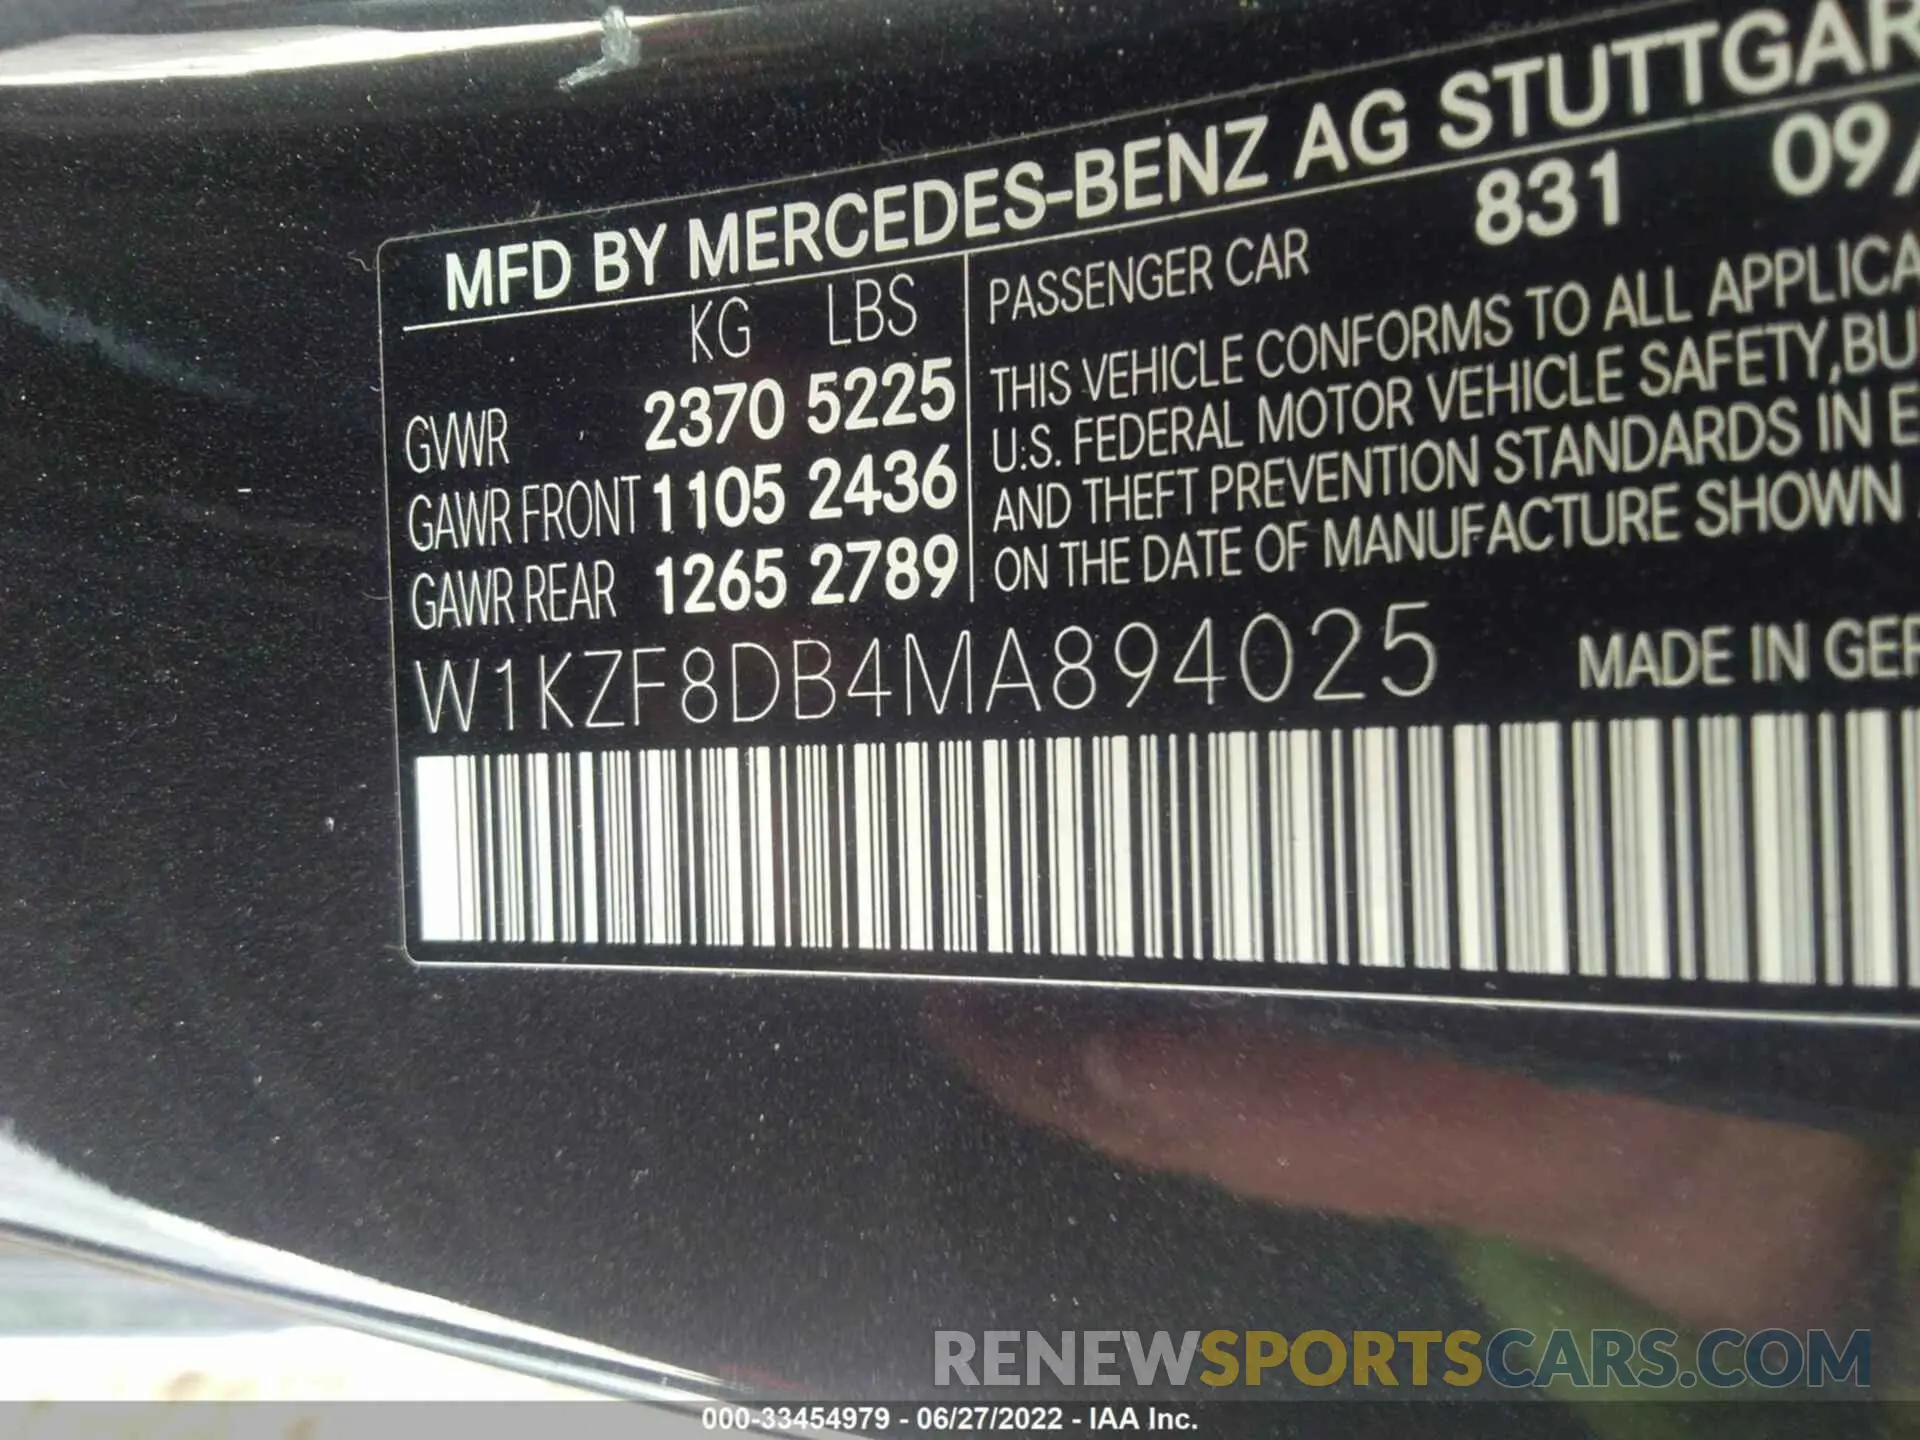 MFD BY MERCEDES-BENZ AG STUTTGAR
KG LBS
GVWR 2370 5225
GAWR FRONT 1105 2436
GAWR REAR 1265 2789
PASSENGER CAR 831 09/
THIS VEHICLE CONFORMS TO ALL APPLICA
U.S. FEDERAL MOTOR VEHICLE SAFETY,BU
AND THEFT PREVENTION STANDARDS IN E
ON THE DATE OF MANUFACTURE SHOWN
W1KZF8DB4MA894025 MADE IN GER
RENEWSPORTSCARS.COM
000-33454979 - 06/27/2022 - IAA Inc.